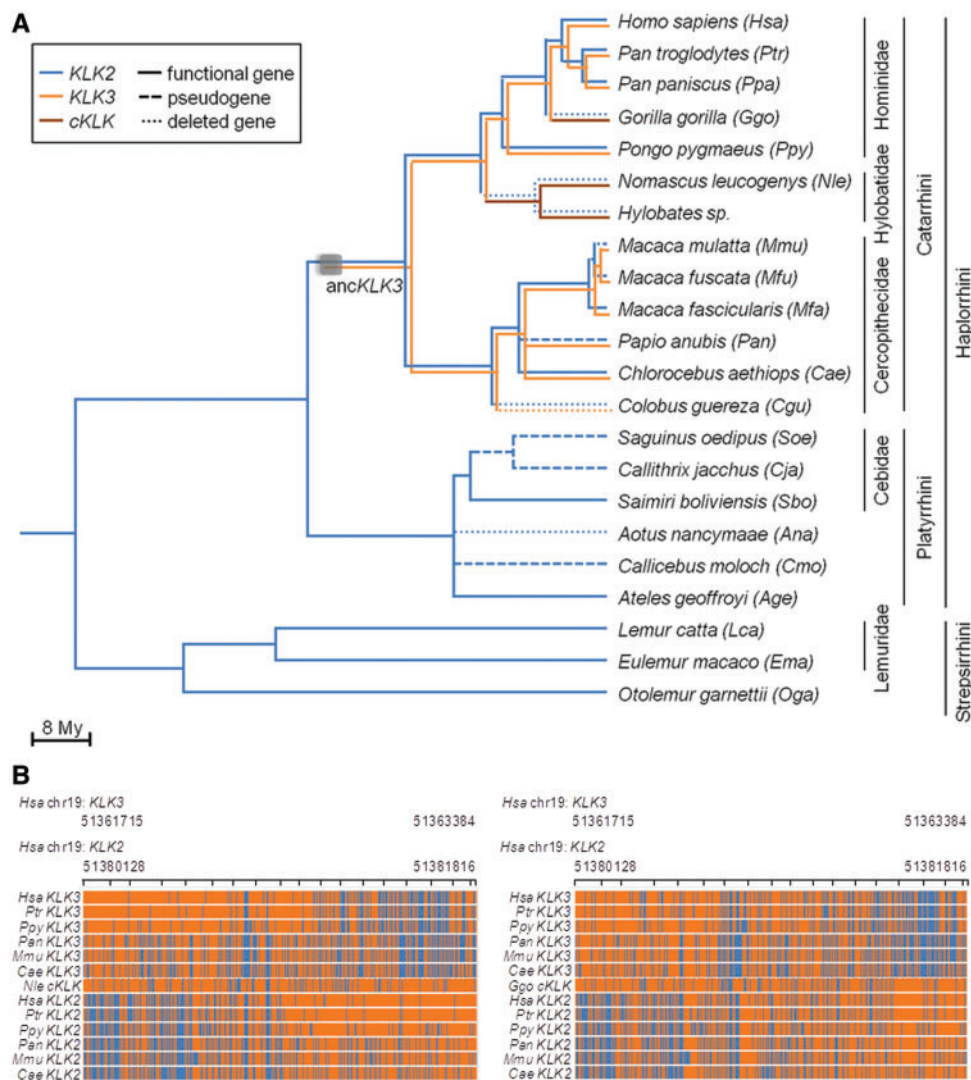 A
KLK2
KLK3
cKLK
functional gene
pseudogene
deleted gene
ancKLK3
Homo sapiens (Hsa)
Pan troglodytes (Ptr)
Pan paniscus (Ppa)
Gorilla gorilla (Ggo)
Pongo pygmaeus (Ppy)
Nomascus leucogenys (Nle)
Hylobates sp.
Macaca mulatta (Mmu)
Macaca fuscata (Mfu)
Macaca fascicularis (Mfa)
Papio anubis (Pan)
Chlorocebus aethiops (Cae)
Colobus guereza (Cgu)
Saguinus oedipus (Soe)
Callithrix jacchus (Cja)
Saimiri boliviensis (Sbo)
Aotus nancymaae (Ana)
Callicebus moloch (Cmo)
Ateles geoffroyi (Age)
Lemur catta (Lca)
Eulemur macaco (Ema)
Otolemur garnettii (Oga)
Hominidae
Hylobatidae
Cercopithecidae
Cebidae
Lemuridae
Catarrhini
Platyrrhini
Haplorrhini
Strepsirrhini
8 My
B
Hsa chr19: KLK3
51361715 51363384
Hsa chr19: KLK2
51380128 51381816
Hsa KLK3
Ptr KLK3
Ppy KLK3
Pan KLK3
Mmu KLK3
Cae KLK3
Nle cKLK
Hsa KLK2
Ptr KLK2
Ppy KLK2
Pan KLK2
Mmu KLK2
Cae KLK2
Hsa chr19: KLK3
51361715 51363384
Hsa chr19: KLK2
51380128 51381816
Hsa KLK3
Ptr KLK3
Ppy KLK3
Pan KLK3
Mmu KLK3
Cae KLK3
Ggo cKLK
Hsa KLK2
Ptr KLK2
Ppy KLK2
Pan KLK2
Mmu KLK2
Cae KLK2